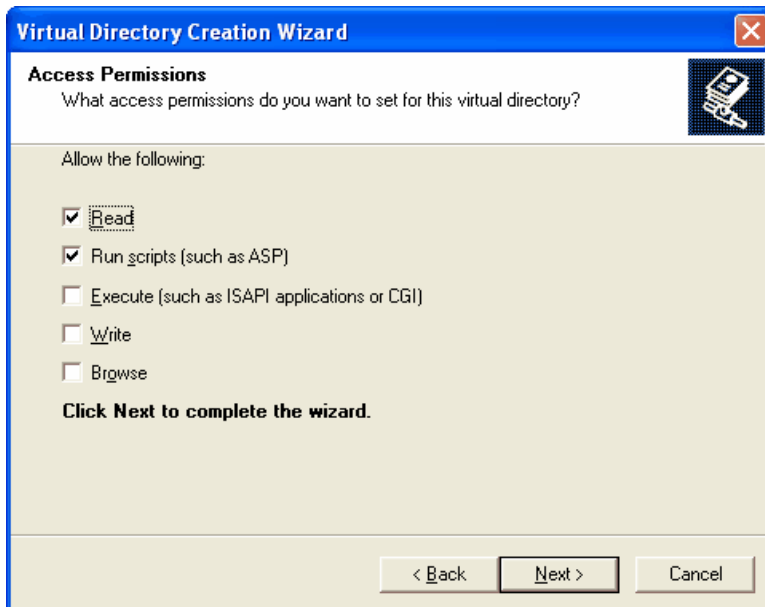 Virtual Directory Creation Wizard
Access Permissions
What access permissions do you want to set for this virtual directory?
Allow the following:
Read
Run scripts (such as ASP)
Execute (such as ISAPI applications or CGI)
Write
Browse
Click Next to complete the wizard.
< Back Next > Cancel